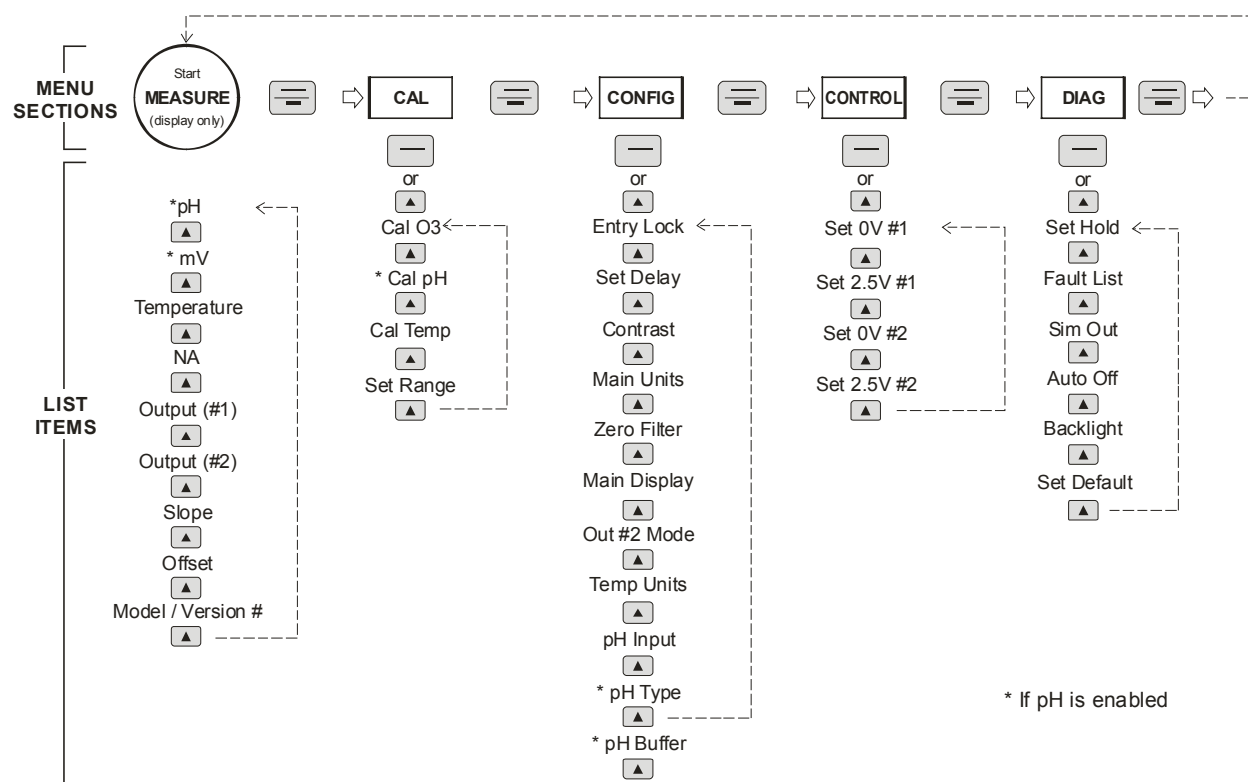 MENU
SECTIONS
Start
MEASURE
(display only)
CAL
CONFIG
CONTROL
DIAG
LIST
ITEMS
*pH
* mV
Temperature
NA
Output (#1)
Output (#2)
Slope
Offset
Model / Version #
or
Cal O3
* Cal pH
Cal Temp
Set Range
or
Entry Lock
Set Delay
Contrast
Main Units
Zero Filter
Main Display
Out #2 Mode
Temp Units
pH Input
* pH Type
* pH Buffer
or
Set 0V #1
Set 2.5V #1
Set 0V #2
Set 2.5V #2
or
Set Hold
Fault List
Sim Out
Auto Off
Backlight
Set Default
* If pH is enabled